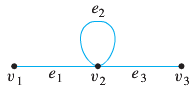 e₂
e₁ e₃
v₁ v₂ v₃